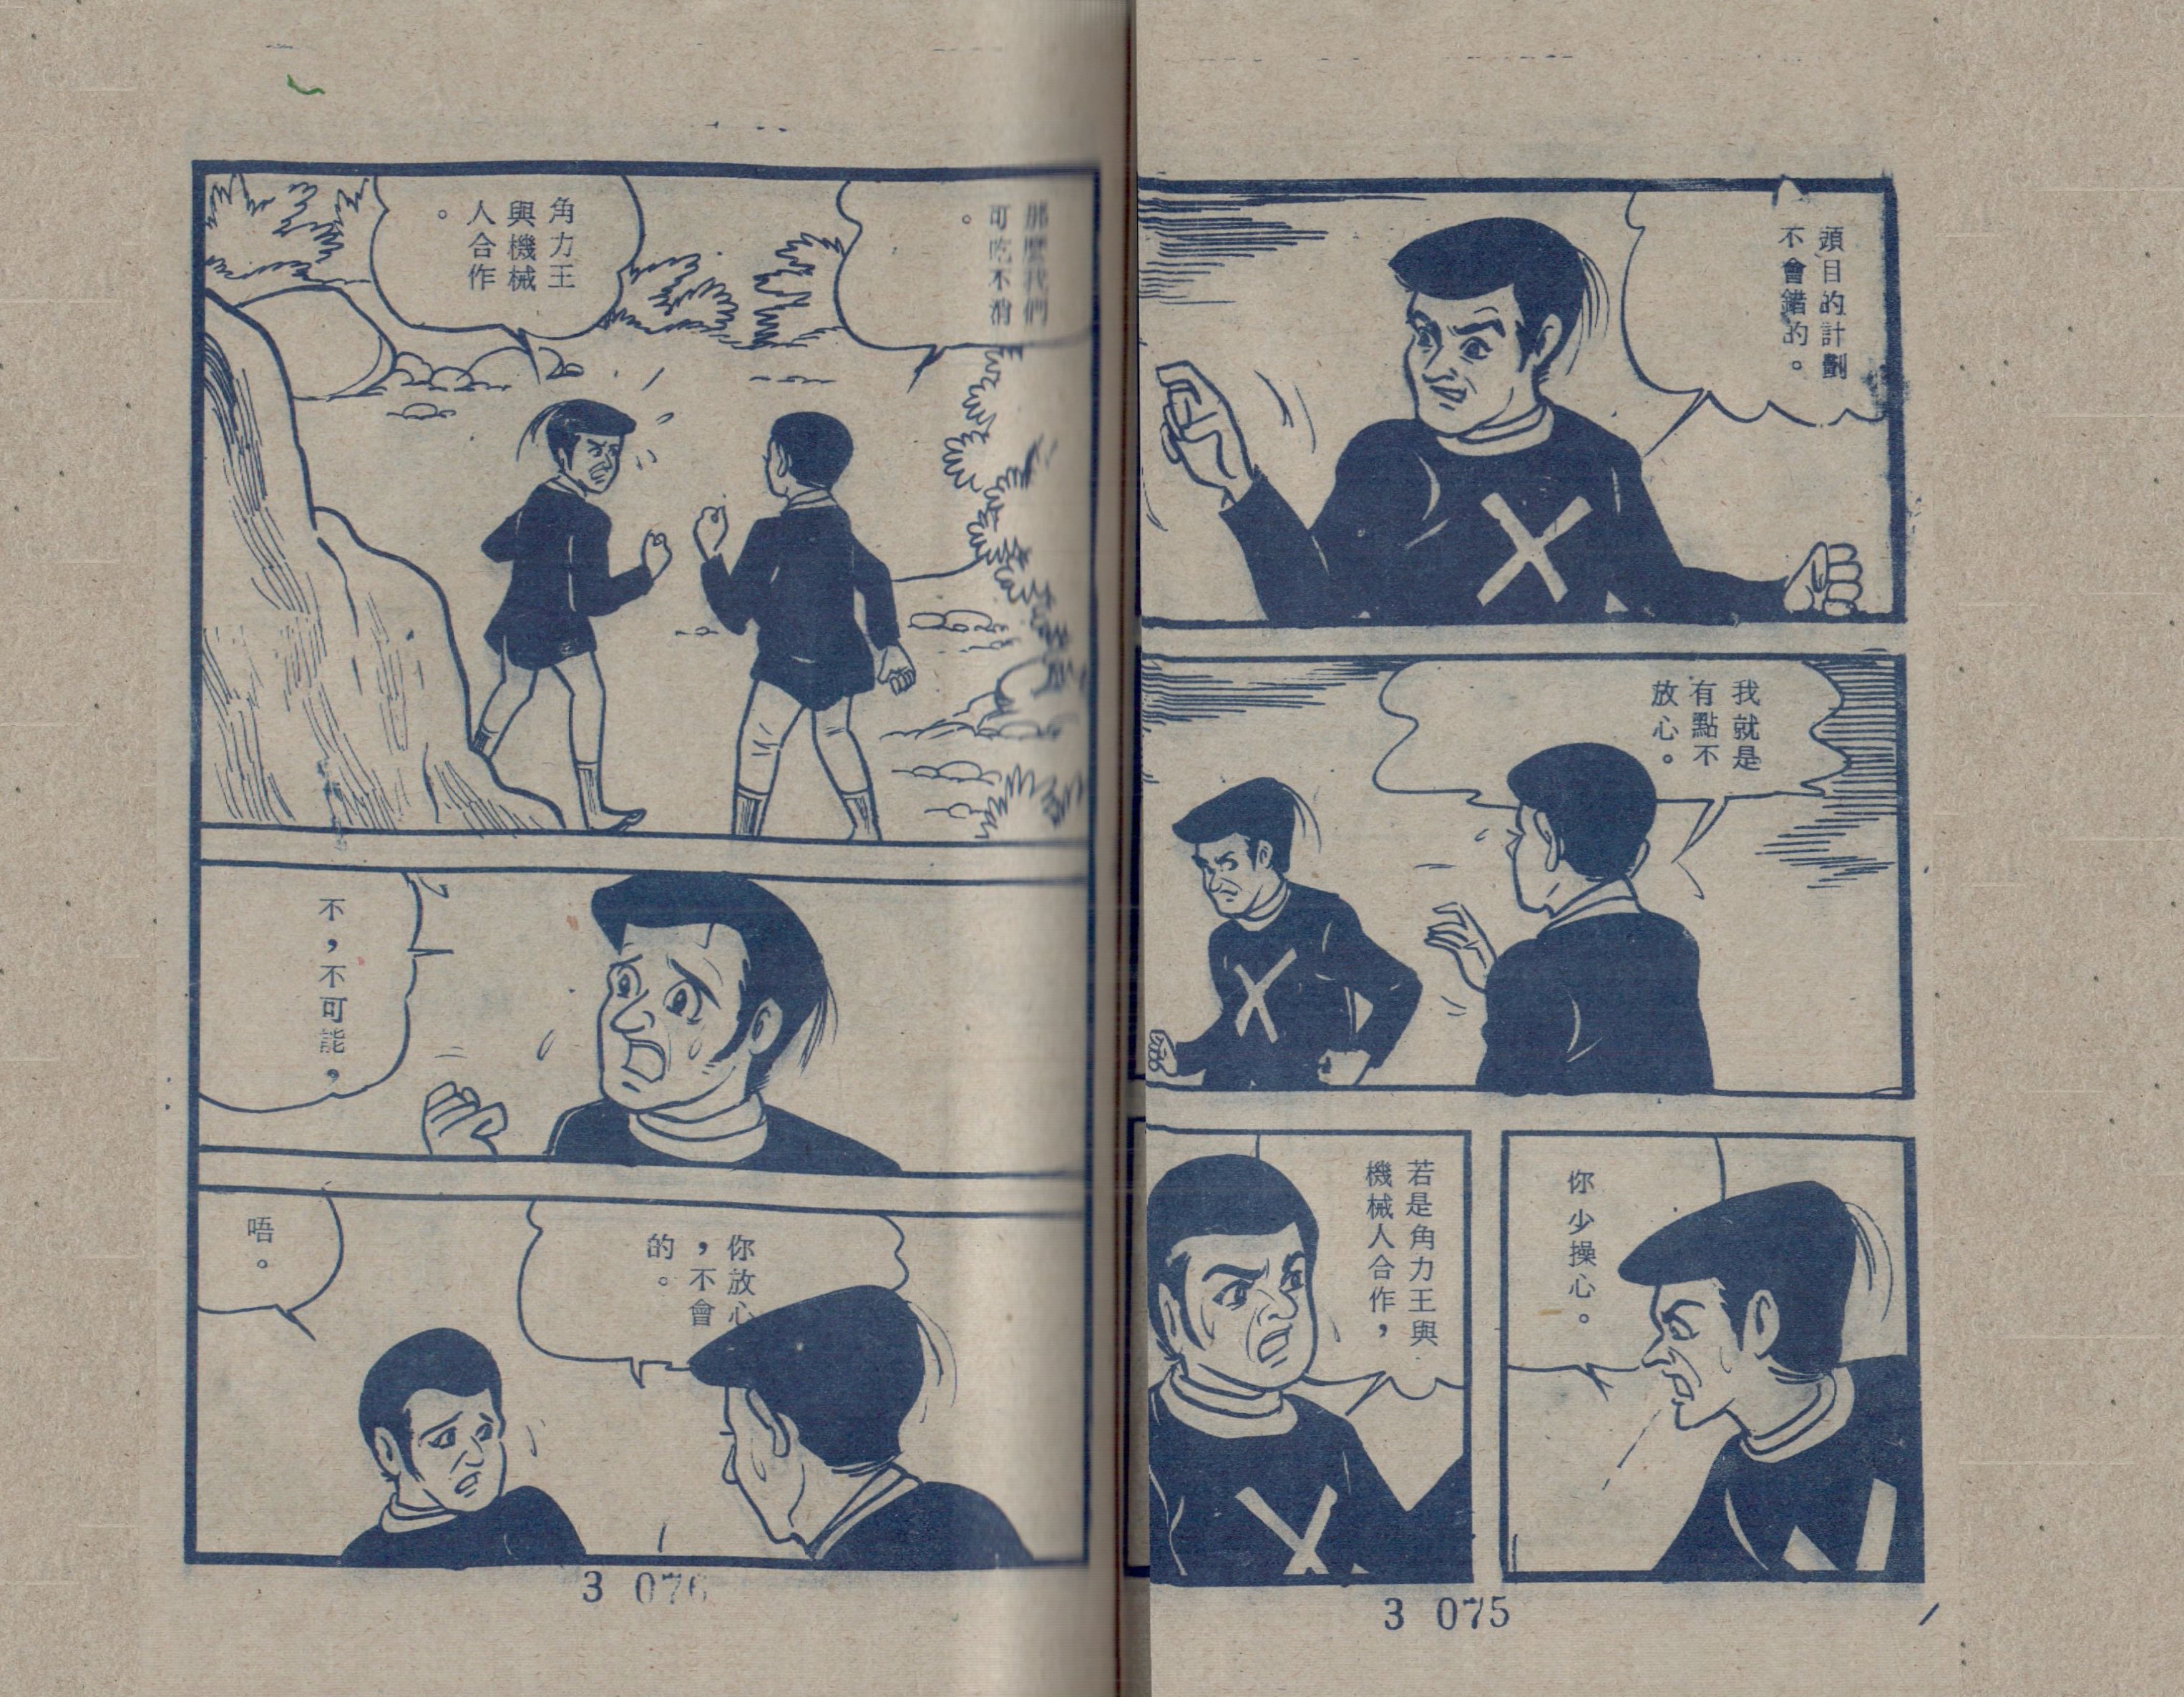 頭目的計劃
不會錯的。
我就是
有點不
放心。
你少操心。
若是角力王與
機械人合作，
3 075
那麼我們
可吃不消
。
角力王
與機械
人合作
。
不，不可能，
你放心
，不會
的。
唔。
3 076